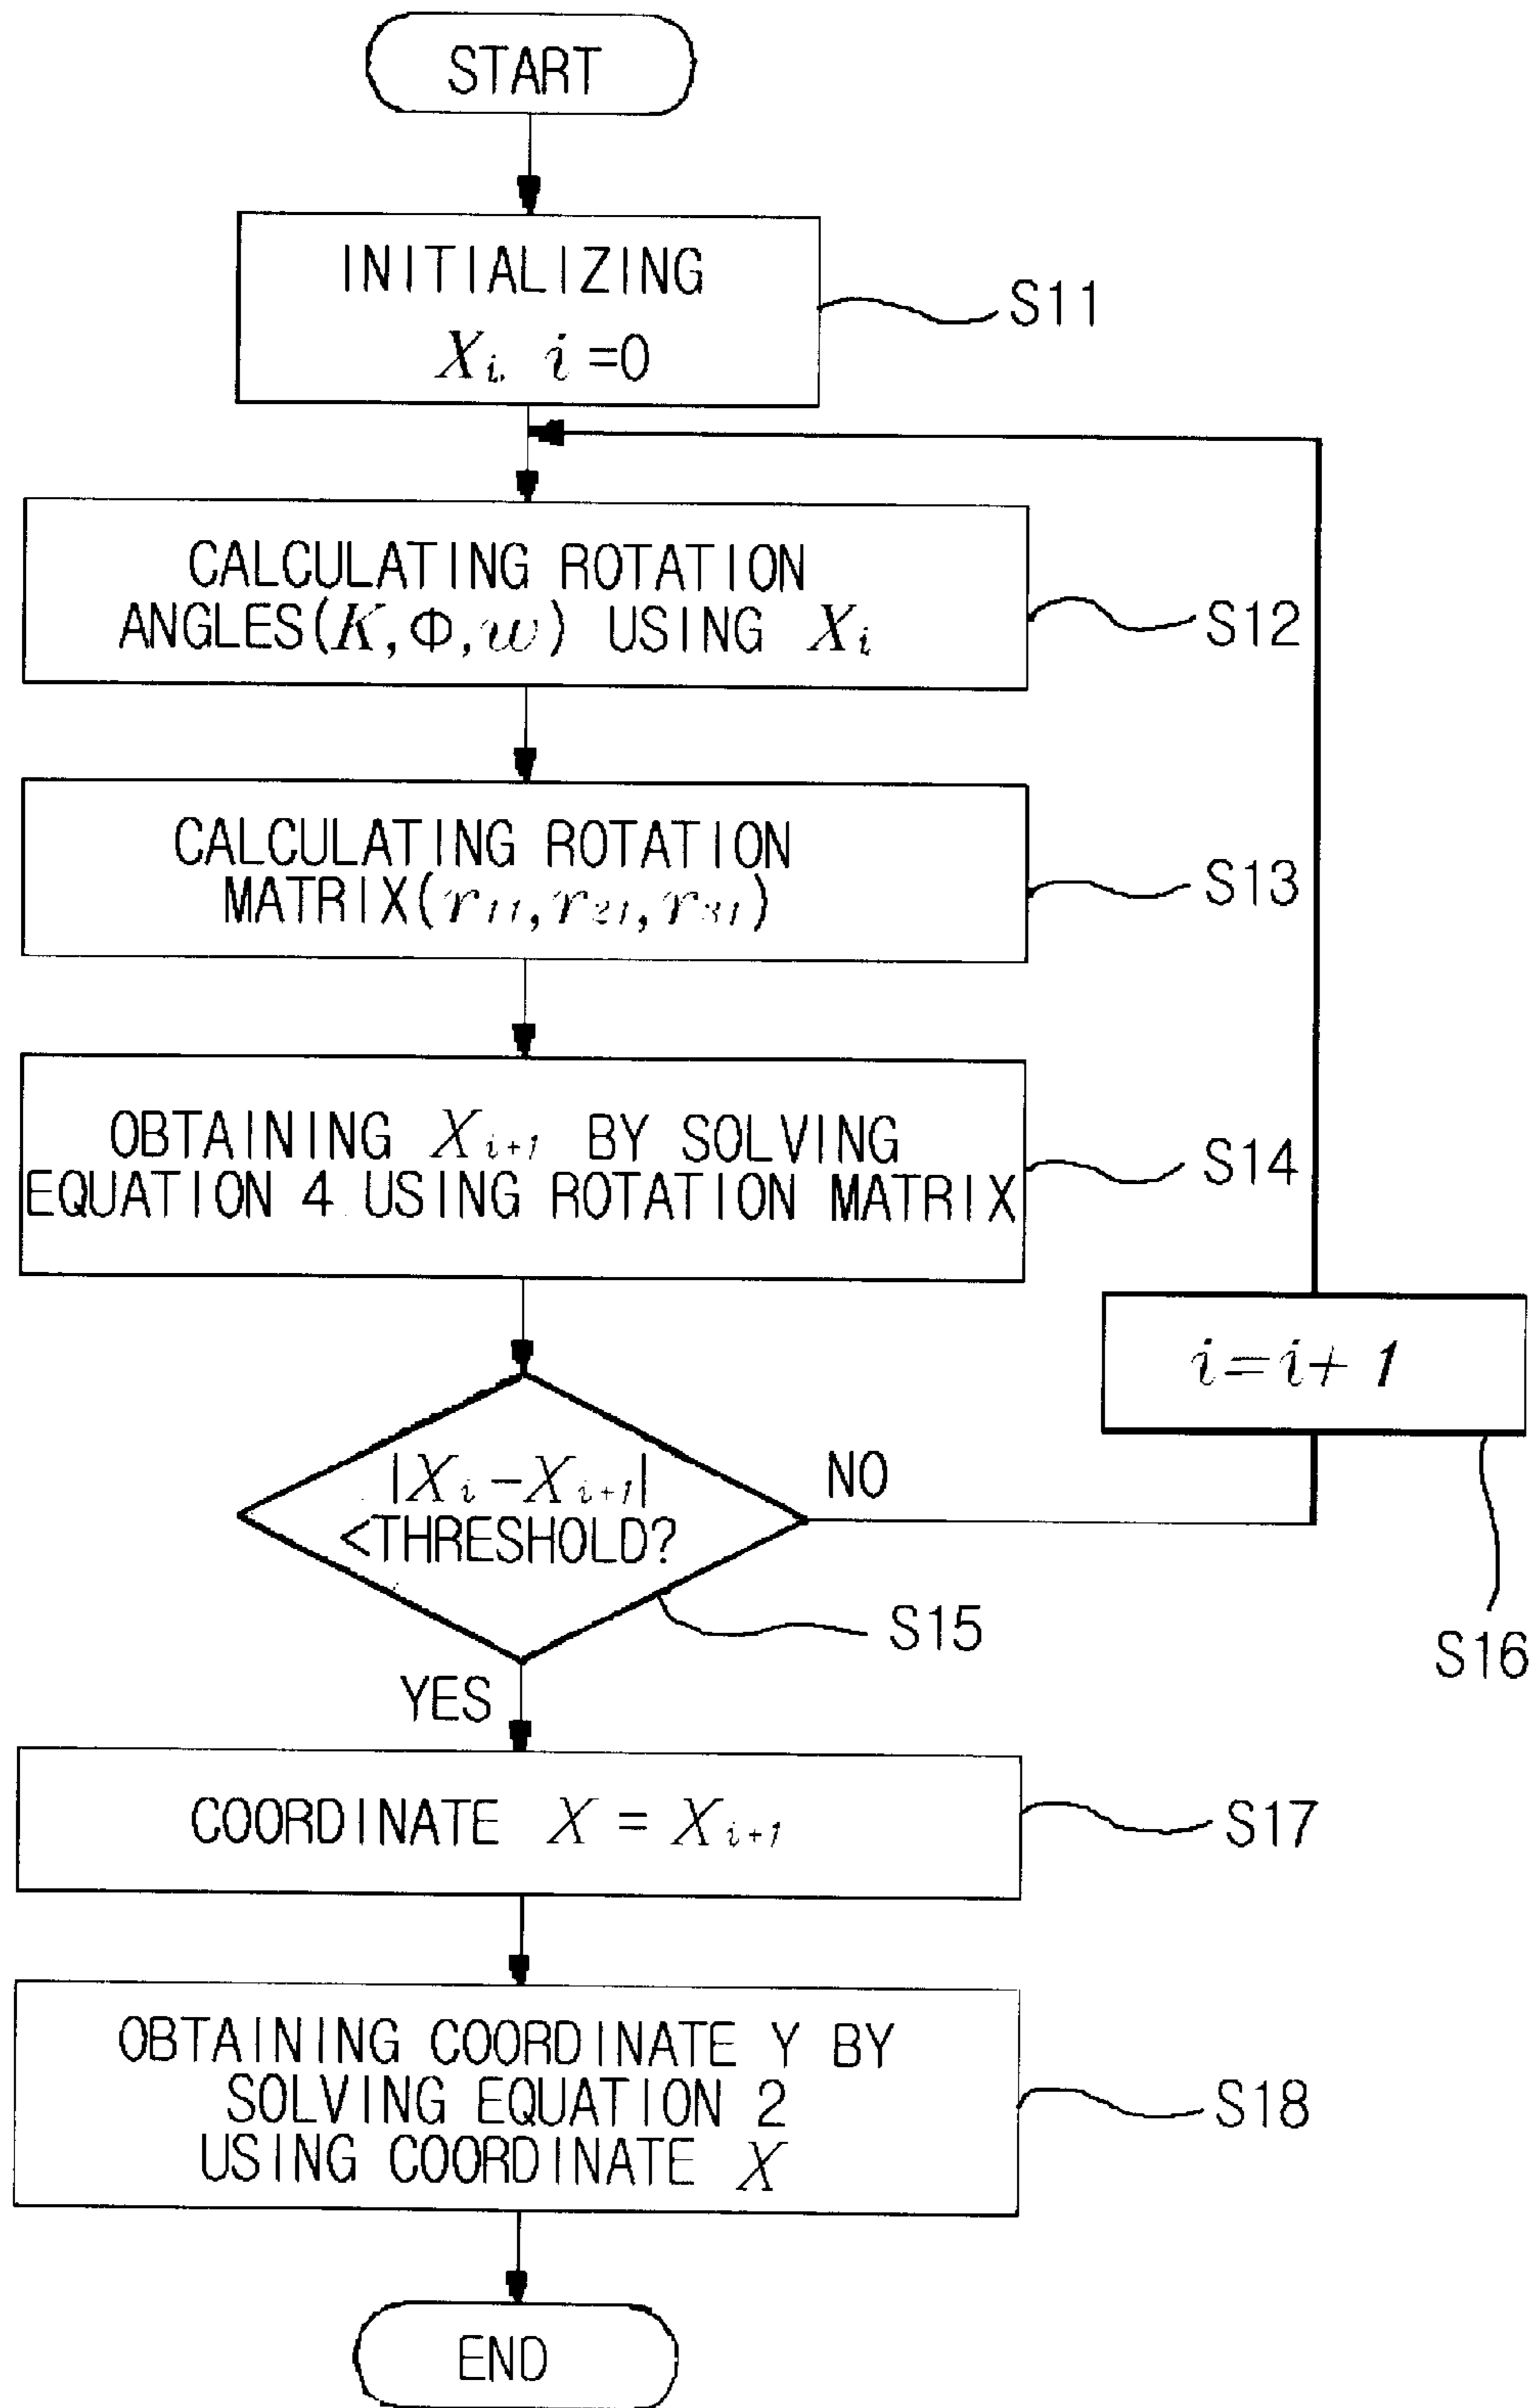 START
INITIALIZING
Xi, i=0
S11
CALCULATING ROTATION
ANGLES(K,Φ,w) USING Xi
S12
CALCULATING ROTATION
MATRIX(r11,r21,r31)
S13
OBTAINING Xi+1 BY SOLVING
EQUATION 4 USING ROTATION MATRIX
S14
i=i+1
S16
|Xi-Xi+1|
<THRESHOLD?
NO
S15
YES
COORDINATE X = Xi+1
S17
OBTAINING COORDINATE Y BY
SOLVING EQUATION 2
USING COORDINATE X
S18
END